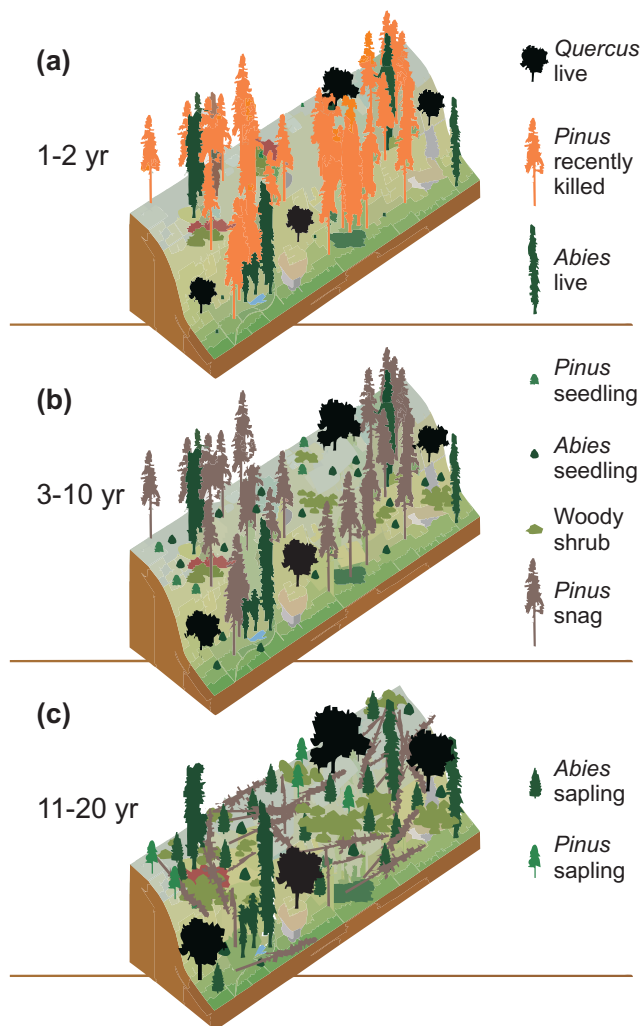 (a)
1-2 yr
Quercus
live
Pinus
recently
killed
Abies
live
(b)
3-10 yr
Pinus
seedling
Abies
seedling
Woody
shrub
Pinus
snag
(c)
11-20 yr
Abies
sapling
Pinus
sapling